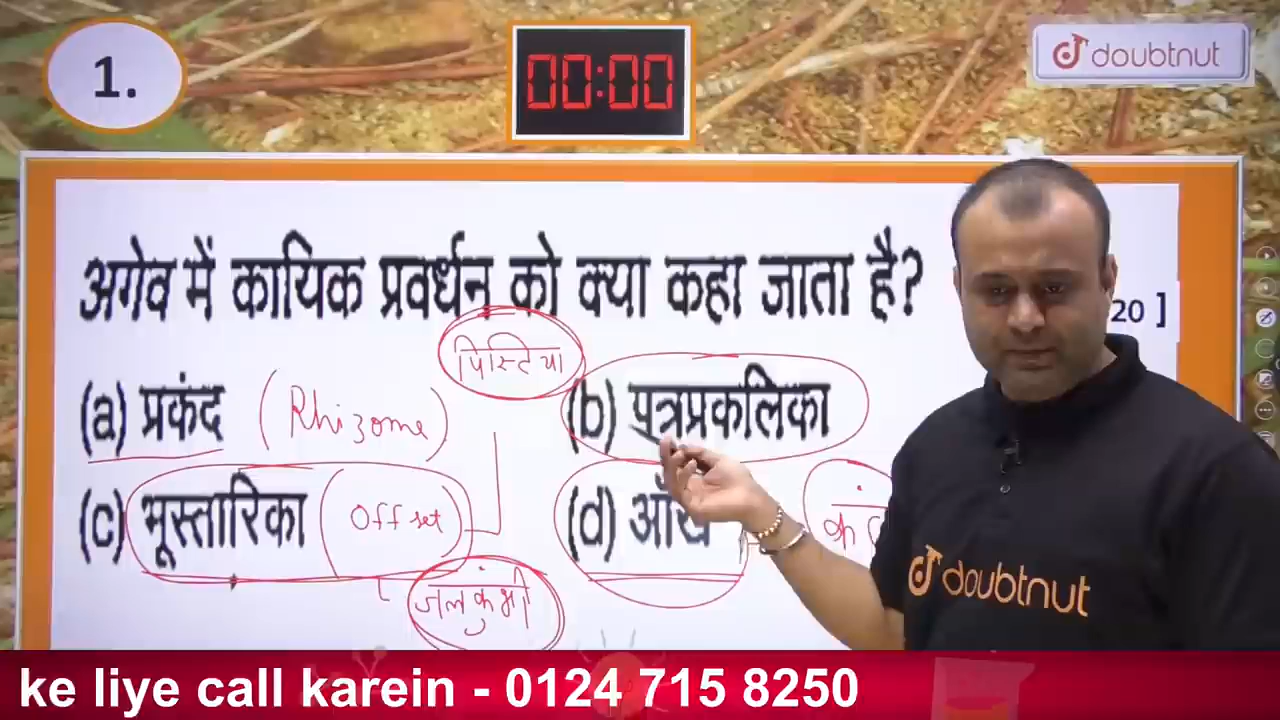 1.
00:00
doubtnut
अगेव में कायिक प्रवर्धन को क्या कहा जाता है?
20 ]
पिस्टिया
(a) प्रकंद (Rhizome) (b) पत्रप्रकलिका
(c) भूस्तारिका (Off set) (d) आँख
जलकुंभी
doubtnut
ke liye call karein - 0124 715 8250